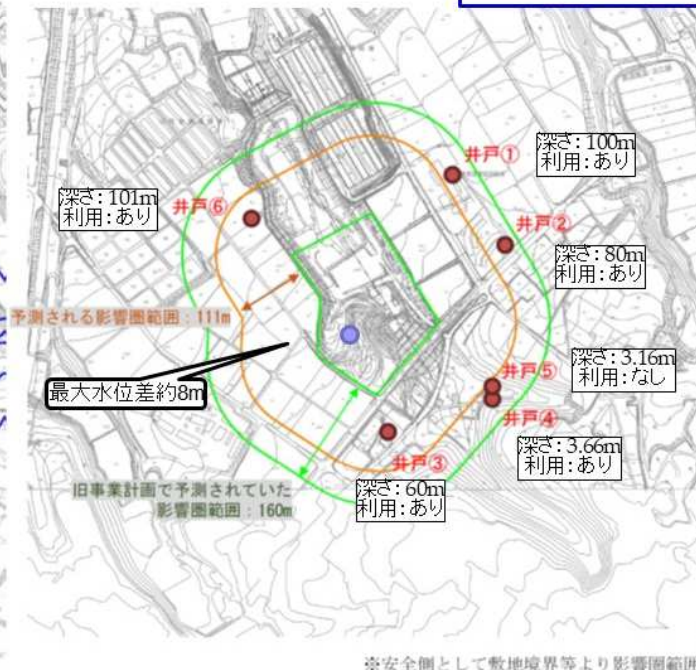 井戸①
深さ:100m
利用:あり
深さ:101m
利用:あり
井戸⑥
井戸②
深さ:80m
利用:あり
予測される影響圏範囲:111m
深さ:3.16m
利用:なし
最大水位差約8m
井戸⑤
井戸④
深さ:3.66m
利用:あり
井戸③
旧事業計画で予測されていた
影響圏範囲:160m
深さ:60m
利用:あり
※安全側として敷地境界等より影響圏範囲